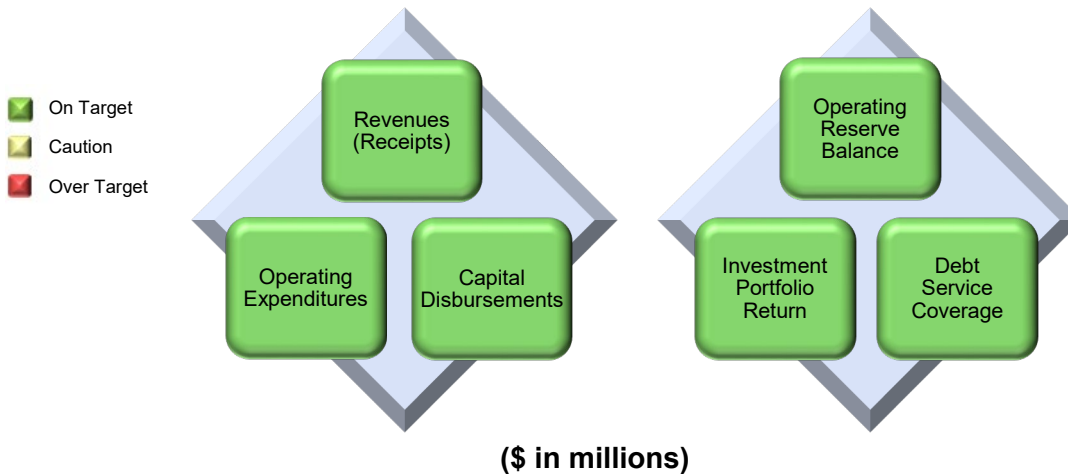 On Target
Caution
Over Target
Revenues
(Receipts)
Operating
Expenditures
Capital
Disbursements
Operating
Reserve
Balance
Investment
Portfolio
Return
Debt
Service
Coverage
($ in millions)